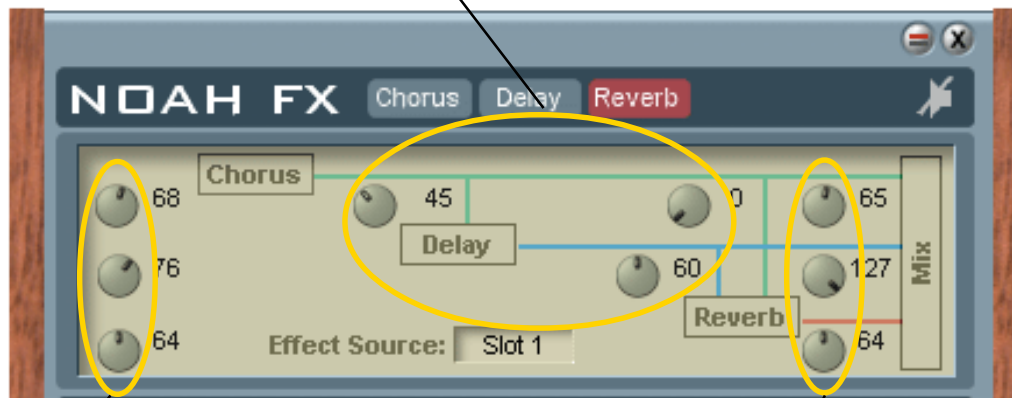 NOAH FX Chorus Delay Reverb
X
68 Chorus 45 0 65
Delay
76 60 127
Mix
Reverb
64 Effect Source: Slot 1 64